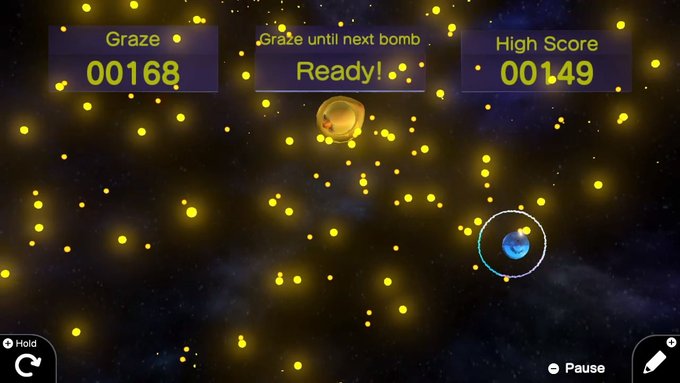 Graze
00168
Graze until next bomb
Ready!
High Score
00149
Hold
Pause